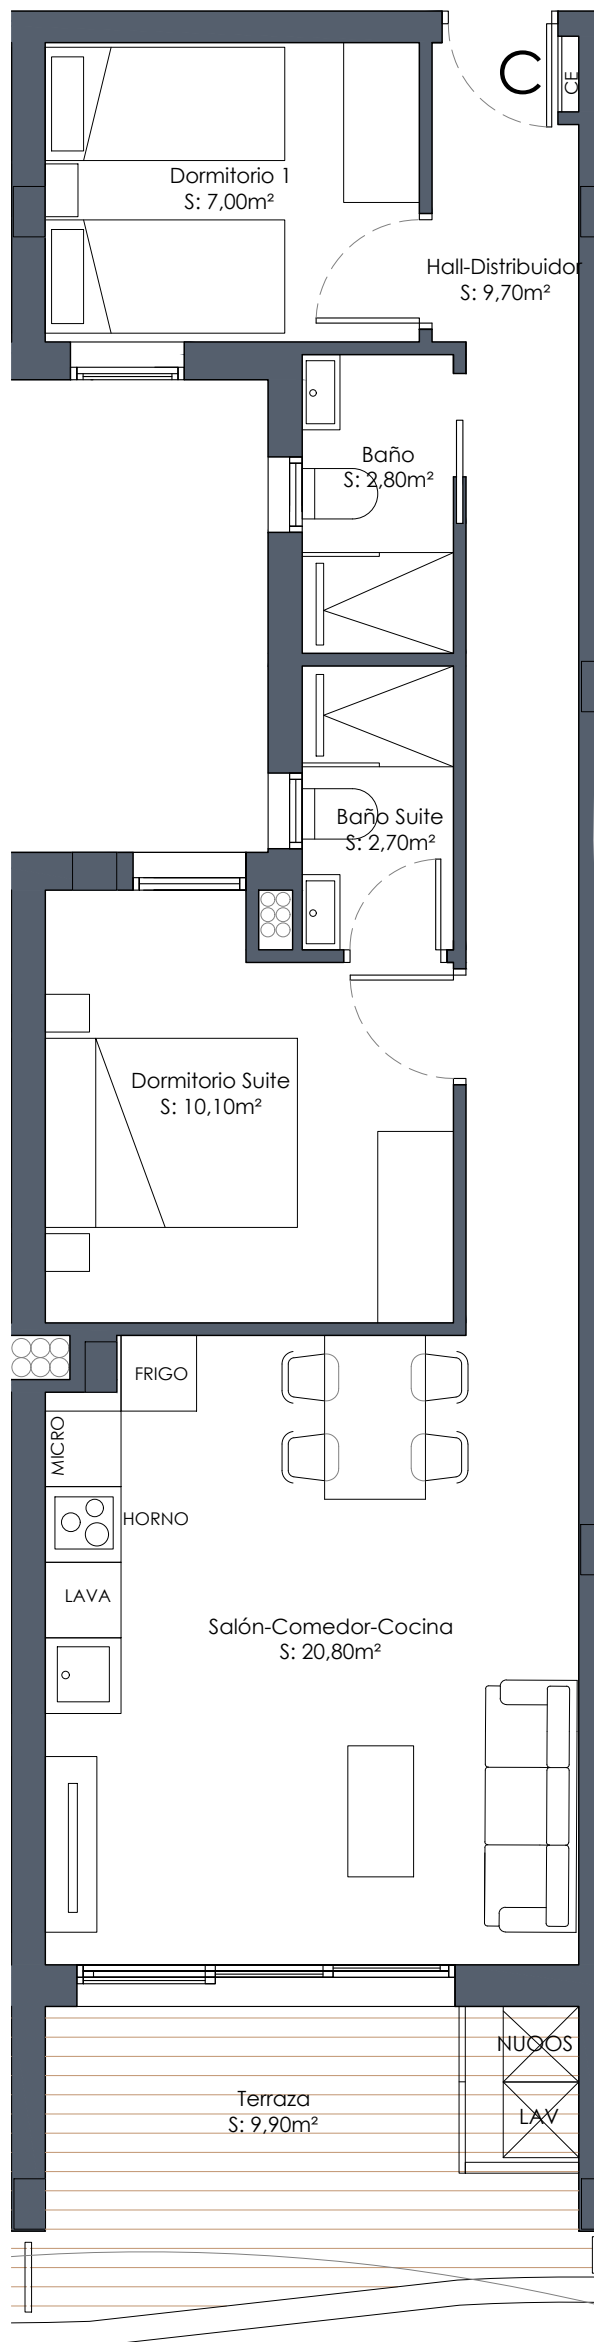 C
CE
Dormitorio 1
S: 7,00m²
Hall-Distribuidor
S: 9,70m²
Baño
S: 2,80m²
Baño Suite
S: 2,70m²
Dormitorio Suite
S: 10,10m²
FRIGO
MICRO
HORNO
LAVA
Salón-Comedor-Cocina
S: 20,80m²
NUOOS
LAV
Terraza
S: 9,90m²